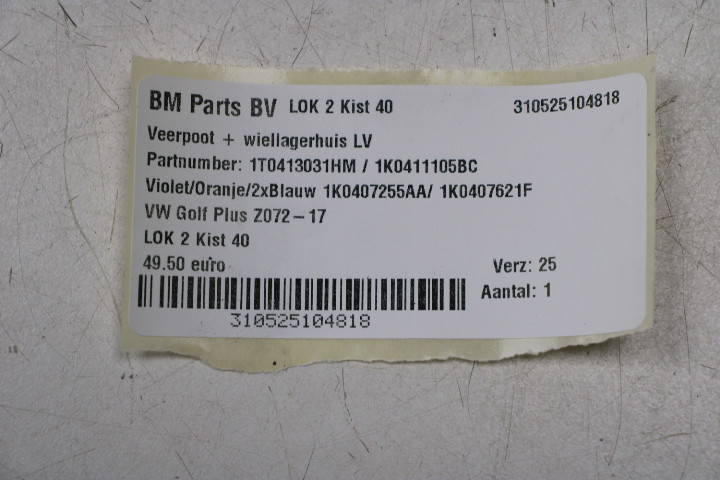 BM Parts BV LOK 2 Kist 40 310525104818
Veerpoot + wiellagerhuis LV
Partnumber: 1T0413031HM / 1K0411105BC
Violet/Oranje/2xBlauw 1K0407255AA/ 1K0407621F
VW Golf Plus Z072-17
LOK 2 Kist 40
49.50 euro Verz: 25
Aantal: 1
310525104818